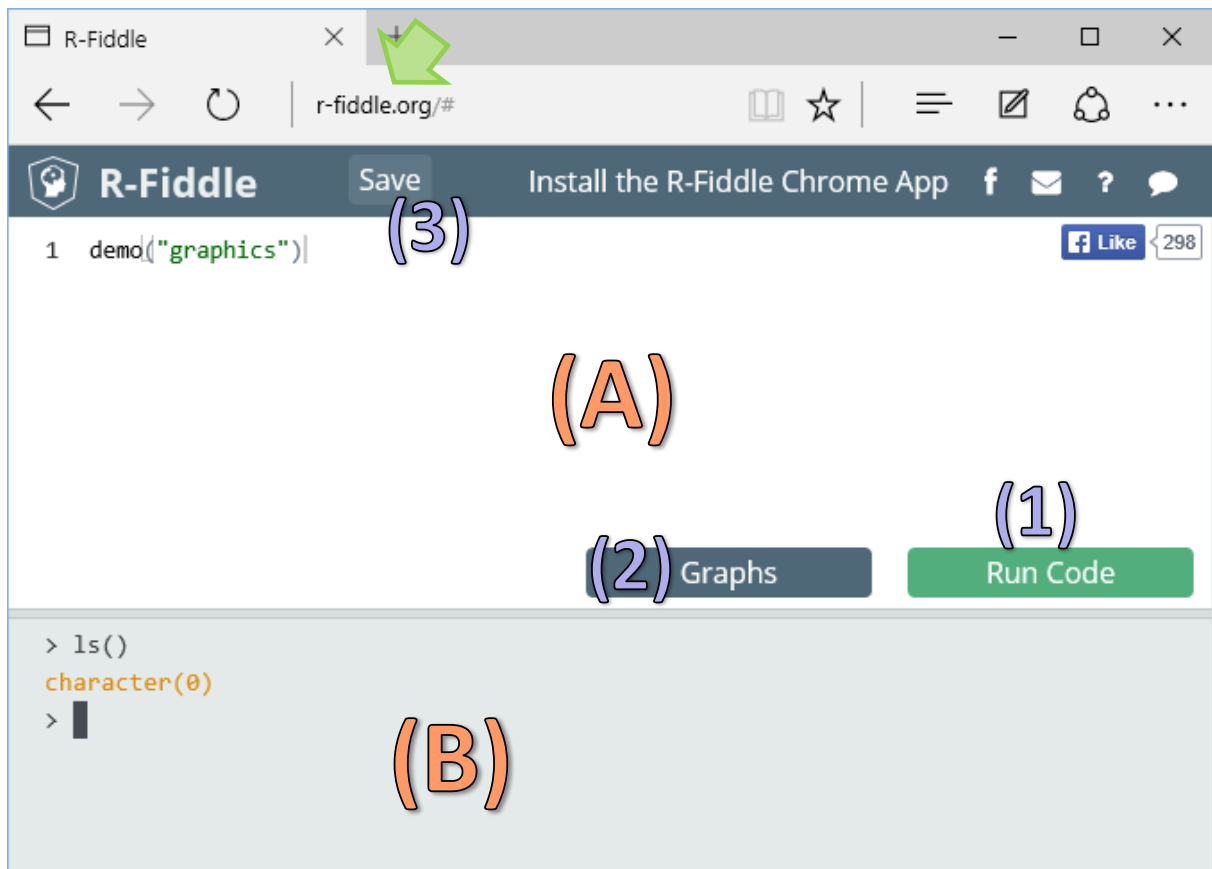 R-Fiddle
r-fiddle.org/#
R-Fiddle Save Install the R-Fiddle Chrome App f ?
(3)
1 demo("graphics") Like 298
(A)
(1)
(2) Graphs Run Code
> ls()
character(0)
>
(B)